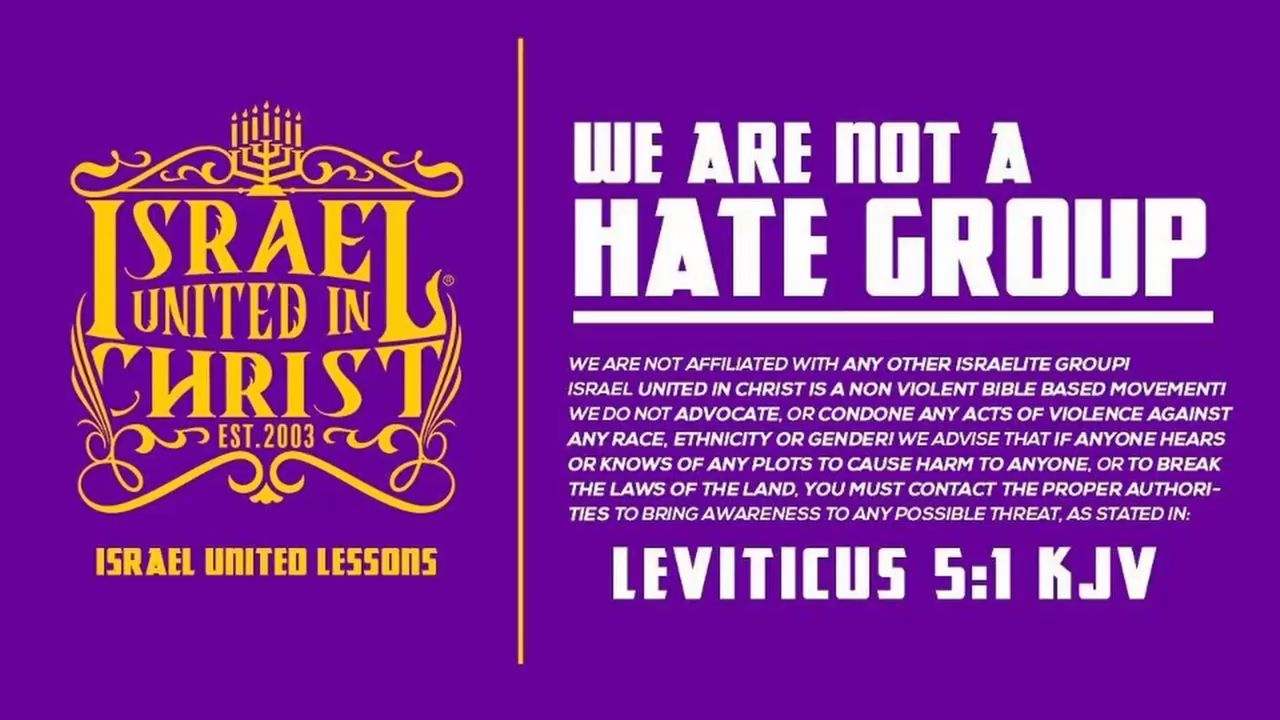 ISRAEL
UNITED IN
CHRIST
®
EST.2003
ISRAEL UNITED LESSONS
WE ARE NOT A
HATE GROUP
WE ARE NOT AFFILIATED WITH ANY OTHER ISRAELITE GROUP!
ISRAEL UNITED IN CHRIST IS A NON VIOLENT BIBLE BASED MOVEMENT!
WE DO NOT ADVOCATE, OR CONDONE ANY ACTS OF VIOLENCE AGAINST
ANY RACE, ETHNICITY OR GENDER! WE ADVISE THAT IF ANYONE HEARS
OR KNOWS OF ANY PLOTS TO CAUSE HARM TO ANYONE, OR TO BREAK
THE LAWS OF THE LAND, YOU MUST CONTACT THE PROPER AUTHORI-
TIES TO BRING AWARENESS TO ANY POSSIBLE THREAT, AS STATED IN:
LEVITICUS 5:1 KJV